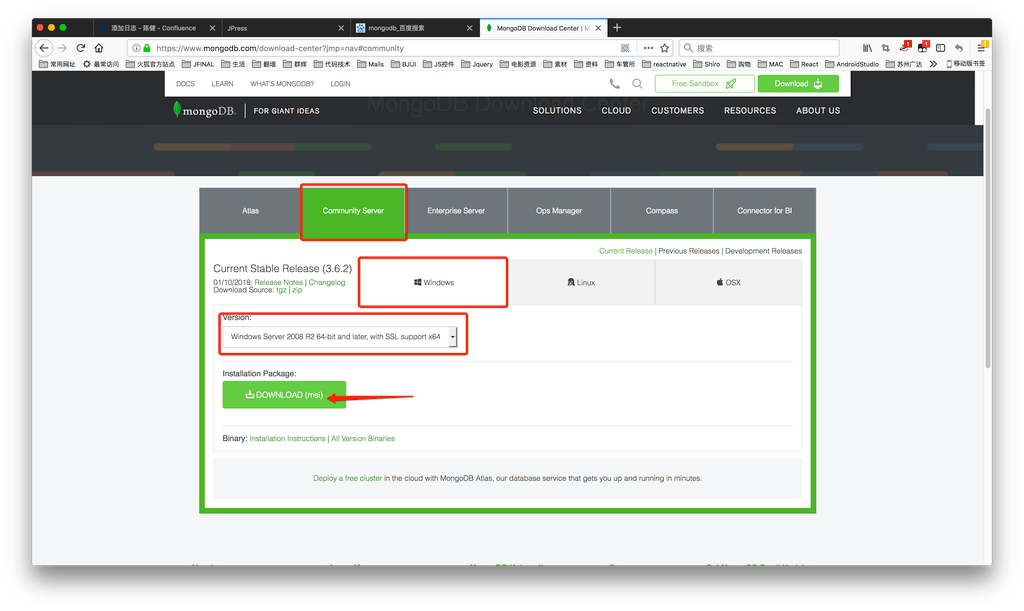 添加日志 - 陈健 - Confluence
JPress
mongodb_百度搜索
MongoDB Download Center | M
https://www.mongodb.com/download-center?jmp=nav#community
搜索
常用网址 最常访问 火狐官方站点 JFINAL 生活 群辉 代码技术 Mails BJUI JS控件 Jquery 电影资源 素材 资料 车管所 reactnative Shiro 购物 MAC React AndroidStudio 苏州广达 移动版书签
DOCS LEARN WHAT'S MONGODB? LOGIN Free Sandbox Download
MongoDB Download Center
mongoDB. FOR GIANT IDEAS SOLUTIONS CLOUD CUSTOMERS RESOURCES ABOUT US
Atlas Community Server Enterprise Server Ops Manager Compass Connector for BI
Current Release | Previous Releases | Development Releases
Current Stable Release (3.6.2)
01/10/2018: Release Notes | Changelog
Download Source: tgz | zip
Windows Linux OSX
Version:
Windows Server 2008 R2 64-bit and later, with SSL support x64
Installation Package:
DOWNLOAD (msi)
Binary: Installation Instructions | All Version Binaries
Deploy a free cluster in the cloud with MongoDB Atlas, our database service that gets you up and running in minutes.